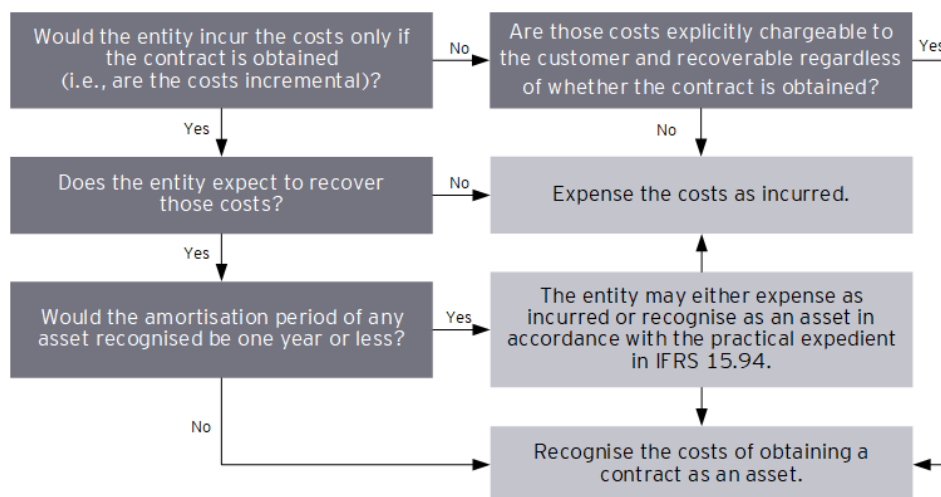 Would the entity incur the costs only if
the contract is obtained
(i.e., are the costs incremental)?
No
Are those costs explicitly chargeable to
the customer and recoverable regardless
of whether the contract is obtained?
Yes
Yes
No
Does the entity expect to recover
those costs?
No
Expense the costs as incurred.
Yes
Would the amortisation period of any
asset recognised be one year or less?
Yes
The entity may either expense as
incurred or recognise as an asset in
accordance with the practical expedient
in IFRS 15.94.
No
Recognise the costs of obtaining a
contract as an asset.